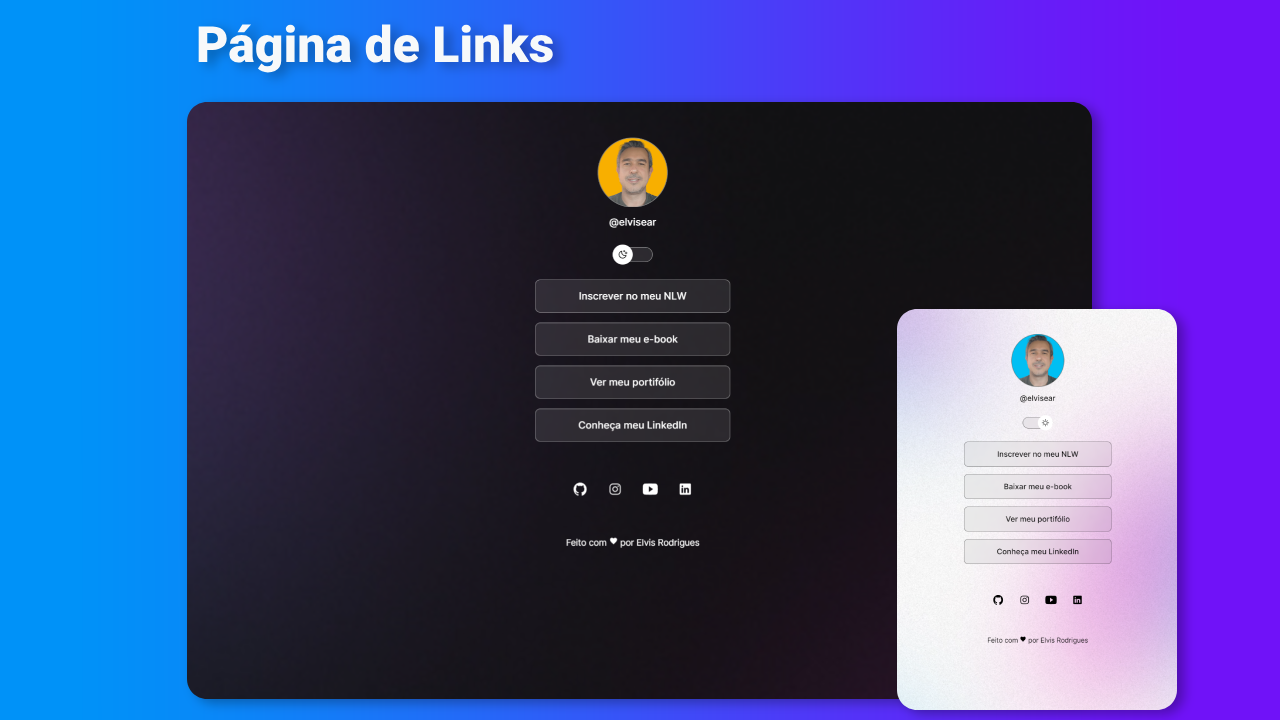 Página de Links
@elvisear
Inscrever no meu NLW
Baixar meu e-book
Ver meu portifólio
Conheça meu LinkedIn
Feito com ♥ por Elvis Rodrigues
@elvisear
Inscrever no meu NLW
Baixar meu e-book
Ver meu portifólio
Conheça meu LinkedIn
Feito com ♥ por Elvis Rodrigues